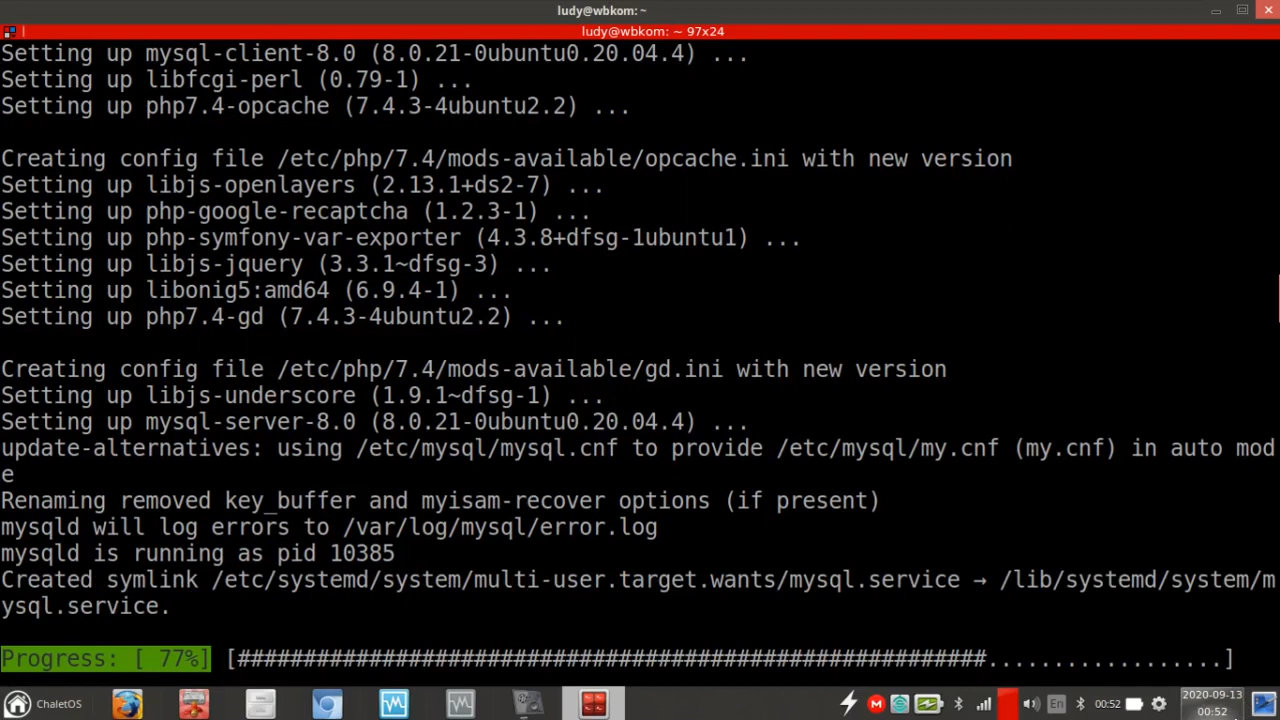 ludy@wbkom: ~
ludy@wbkom: ~ 97x24
Setting up mysql-client-8.0 (8.0.21-0ubuntu0.20.04.4) ...
Setting up libfcgi-perl (0.79-1) ...
Setting up php7.4-opcache (7.4.3-4ubuntu2.2) ...
Creating config file /etc/php/7.4/mods-available/opcache.ini with new version
Setting up libjs-openlayers (2.13.1+ds2-7) ...
Setting up php-google-recaptcha (1.2.3-1) ...
Setting up php-symfony-var-exporter (4.3.8+dfsg-1ubuntu1) ...
Setting up libjs-jquery (3.3.1~dfsg-3) ...
Setting up libonig5:amd64 (6.9.4-1) ...
Setting up php7.4-gd (7.4.3-4ubuntu2.2) ...
Creating config file /etc/php/7.4/mods-available/gd.ini with new version
Setting up libjs-underscore (1.9.1~dfsg-1) ...
Setting up mysql-server-8.0 (8.0.21-0ubuntu0.20.04.4) ...
update-alternatives: using /etc/mysql/mysql.cnf to provide /etc/mysql/my.cnf (my.cnf) in auto mod
e
Renaming removed key_buffer and myisam-recover options (if present)
mysqld will log errors to /var/log/mysql/error.log
mysqld is running as pid 10385
Created symlink /etc/systemd/system/multi-user.target.wants/mysql.service → /lib/systemd/system/m
ysql.service.
Progress: [ 77%] [#########################################################..................]
ChaletOS
En
00:52
2020-09-13
00:52